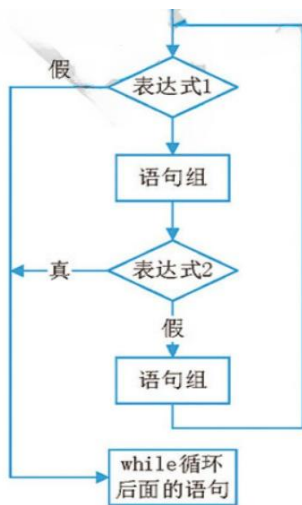 假
表达式1
语句组
真
表达式2
假
语句组
while循环
后面的语句